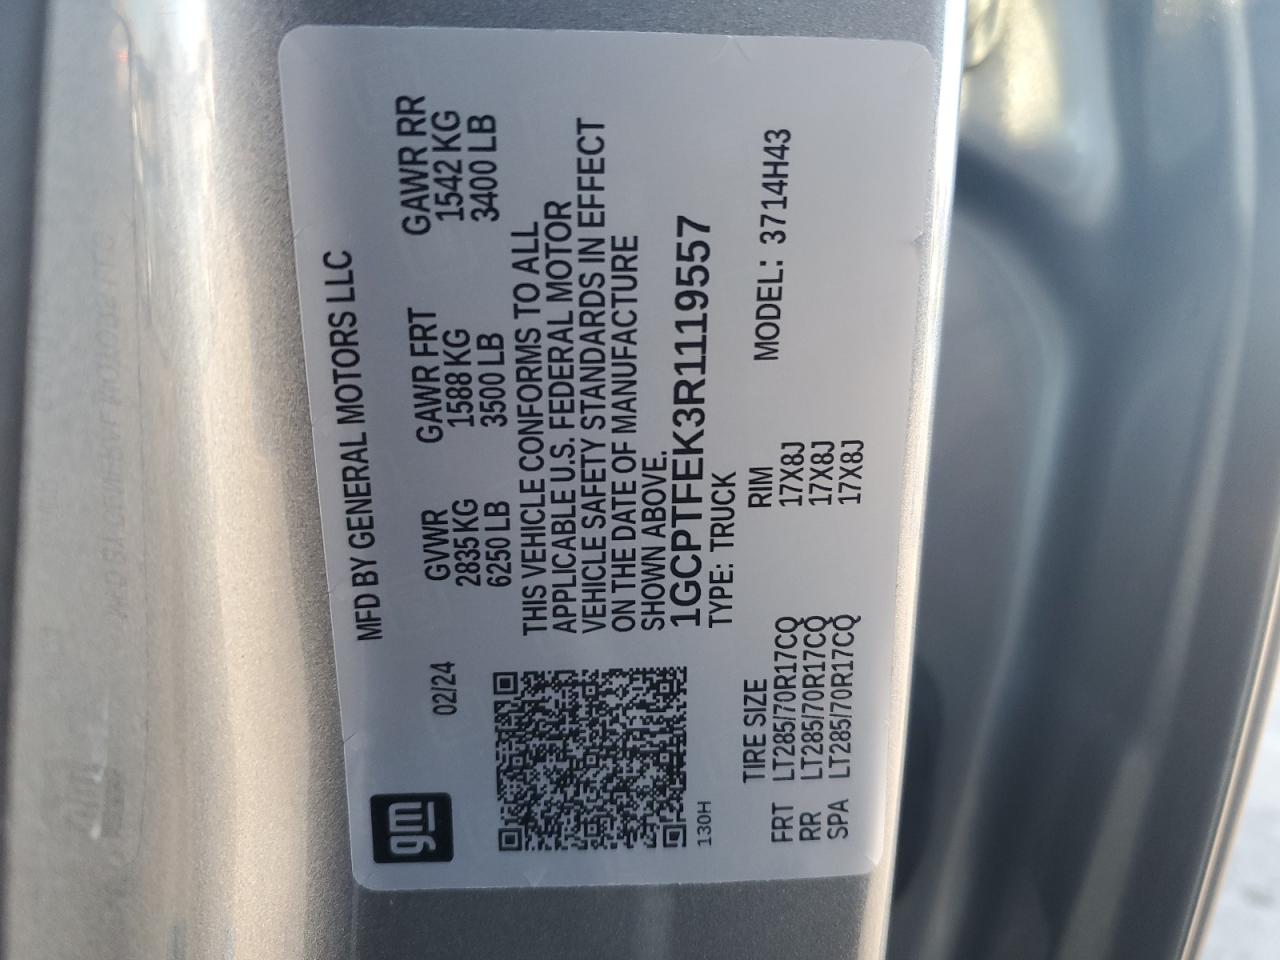 MFD BY GENERAL MOTORS LLC
02/24
GVWR GAWR FRT GAWR RR
2835KG 1588 KG 1542 KG
6250 LB 3500 LB 3400 LB
THIS VEHICLE CONFORMS TO ALL
APPLICABLE U.S. FEDERAL MOTOR
VEHICLE SAFETY STANDARDS IN EFFECT
ON THE DATE OF MANUFACTURE
SHOWN ABOVE.
1GCPTFEK3R1119557
TYPE: TRUCK
gm
130H
TIRE SIZE RIM MODEL: 3714H43
FRT LT285/70R17CQ 17X8J
RR LT285/70R17CQ 17X8J
SPA LT285/70R17CQ 17X8J